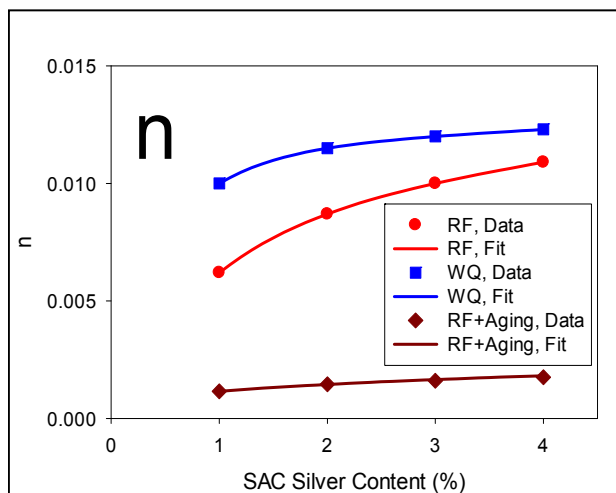 0.015
n
0.010
n
0.005
0.000
RF, Data
RF, Fit
WQ, Data
WQ, Fit
RF+Aging, Data
RF+Aging, Fit
0 1 2 3 4
SAC Silver Content (%)